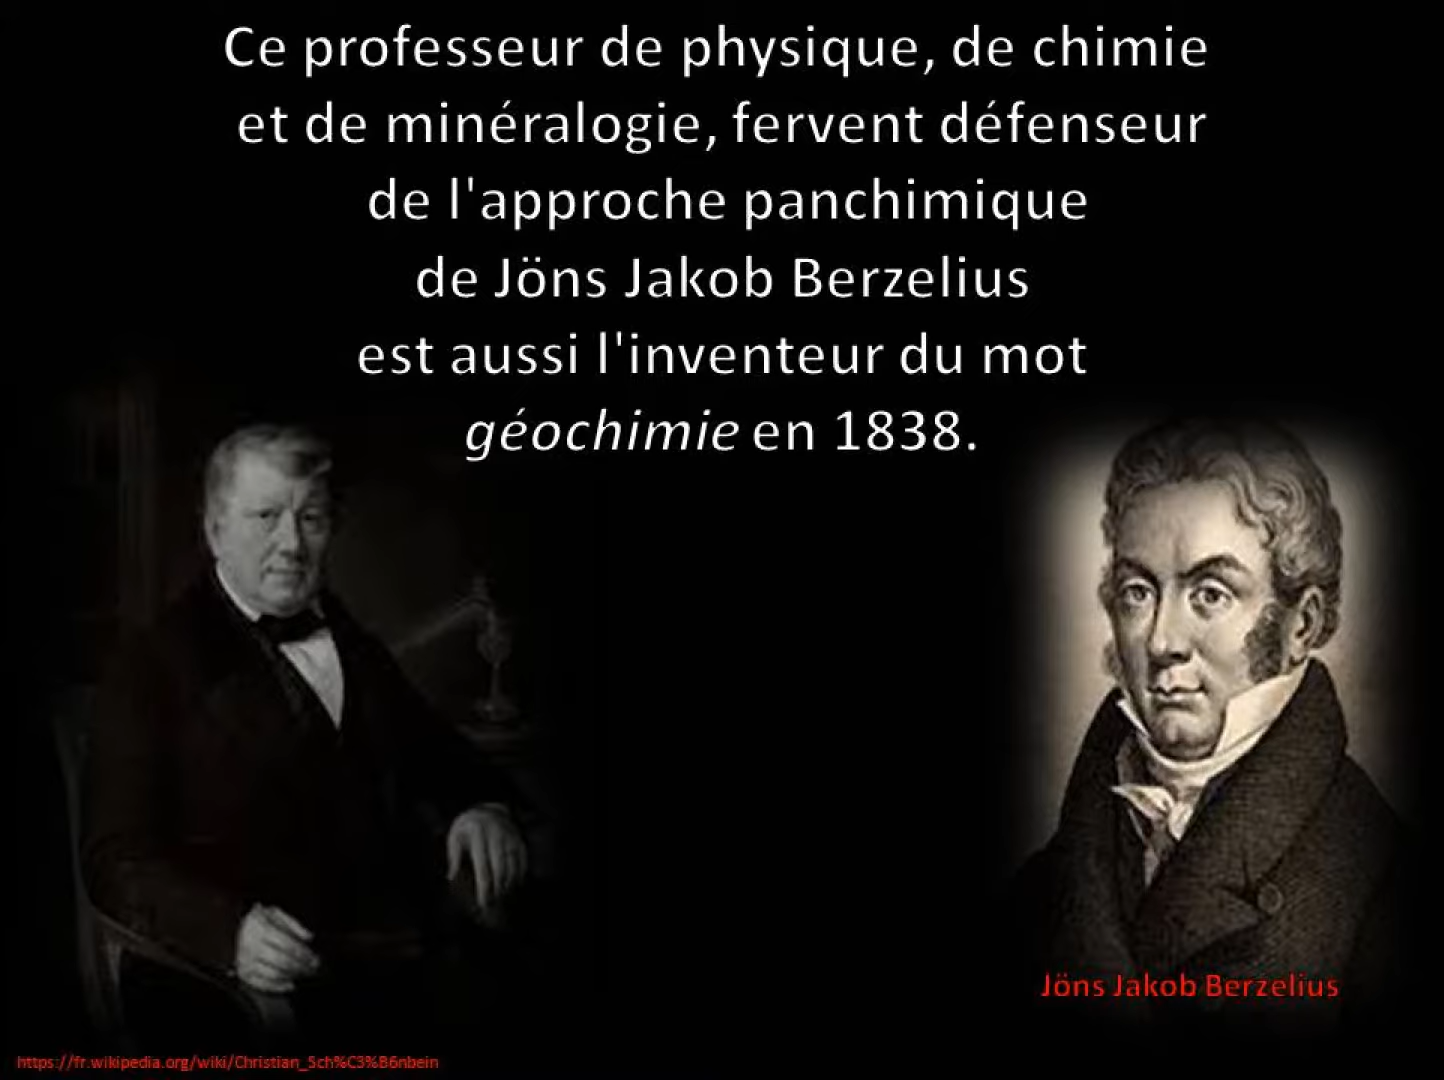 Ce professeur de physique, de chimie
et de minéralogie, fervent défenseur
de l'approche panchimique
de Jöns Jakob Berzelius
est aussi l'inventeur du mot
géochimie en 1838.
Jöns Jakob Berzelius
https://fr.wikipedia.org/wiki/Christian_Sch%C3%B6nbein